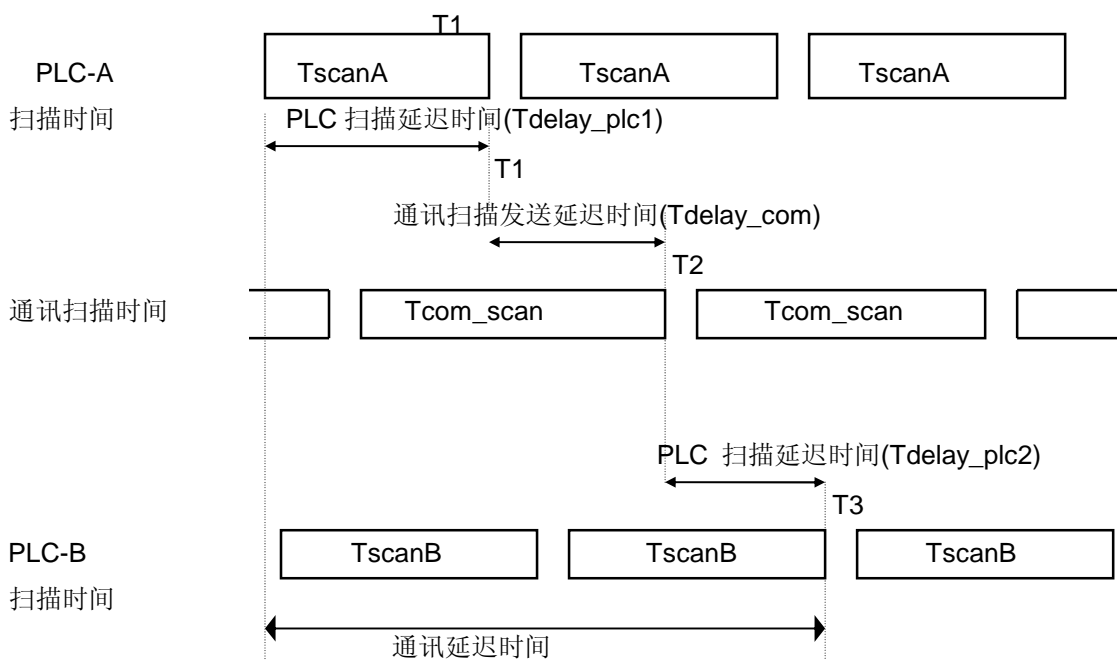 T1
PLC-A TscanA TscanA TscanA
扫描时间 PLC 扫描延迟时间(Tdelay_plc1)
T1
通讯扫描发送延迟时间(Tdelay_com)
T2
通讯扫描时间 Tcom_scan Tcom_scan
PLC 扫描延迟时间(Tdelay_plc2)
T3
PLC-B TscanB TscanB TscanB
扫描时间
通讯延迟时间